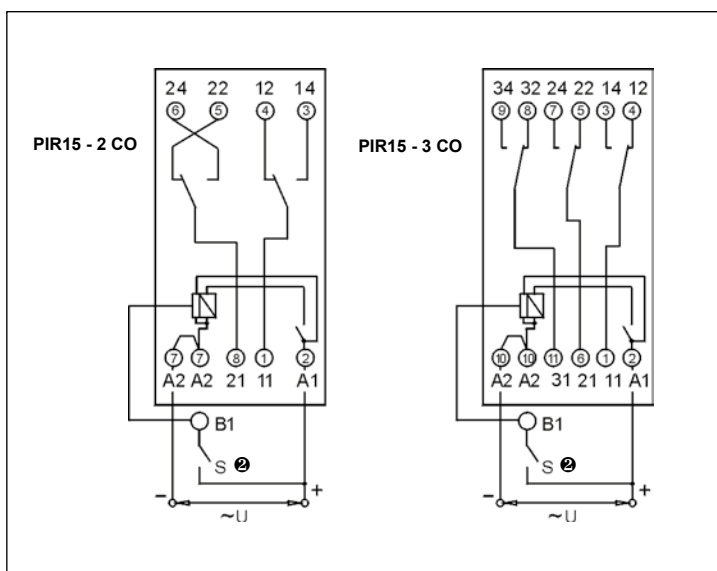 24 22 12 14
⑥ ⑤ ④ ③
PIR15 - 2 CO
⑦ ⑦ ⑧ ① ②
A2 A2 21 11 A1
B1
S ❷
− +
~U
34 32 24 22 14 12
⑨ ⑧ ⑦ ⑤ ③ ④
PIR15 - 3 CO
⑩ ⑩ ⑪ ⑥ ① ②
A2 A2 31 21 11 A1
B1
S ❷
− +
~U